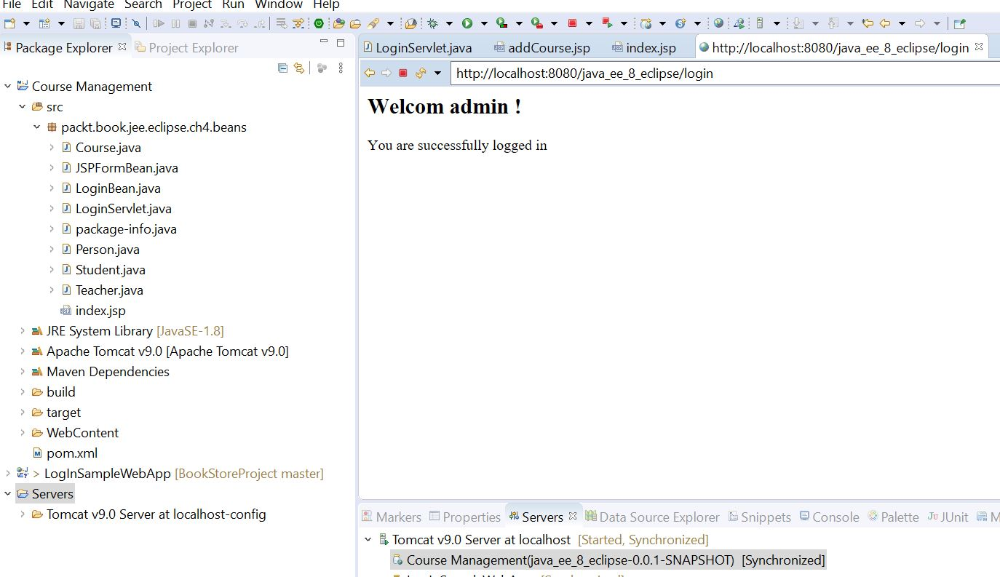 File Edit Navigate Search Project Run Window Help
Package Explorer Project Explorer
Course Management
src
packt.book.jee.eclipse.ch4.beans
Course.java
JSPFormBean.java
LoginBean.java
LoginServlet.java
package-info.java
Person.java
Student.java
Teacher.java
index.jsp
JRE System Library [JavaSE-1.8]
Apache Tomcat v9.0 [Apache Tomcat v9.0]
Maven Dependencies
build
target
WebContent
pom.xml
> LogInSampleWebApp [BookStoreProject master]
Servers
Tomcat v9.0 Server at localhost-config
LoginServlet.java addCourse.jsp index.jsp http://localhost:8080/java_ee_8_eclipse/login
http://localhost:8080/java_ee_8_eclipse/login
Welcom admin !
You are successfully logged in
Markers Properties Servers Data Source Explorer Snippets Console Palette JUnit M
Tomcat v9.0 Server at localhost [Started, Synchronized]
Course Management(java_ee_8_eclipse-0.0.1-SNAPSHOT) [Synchronized]